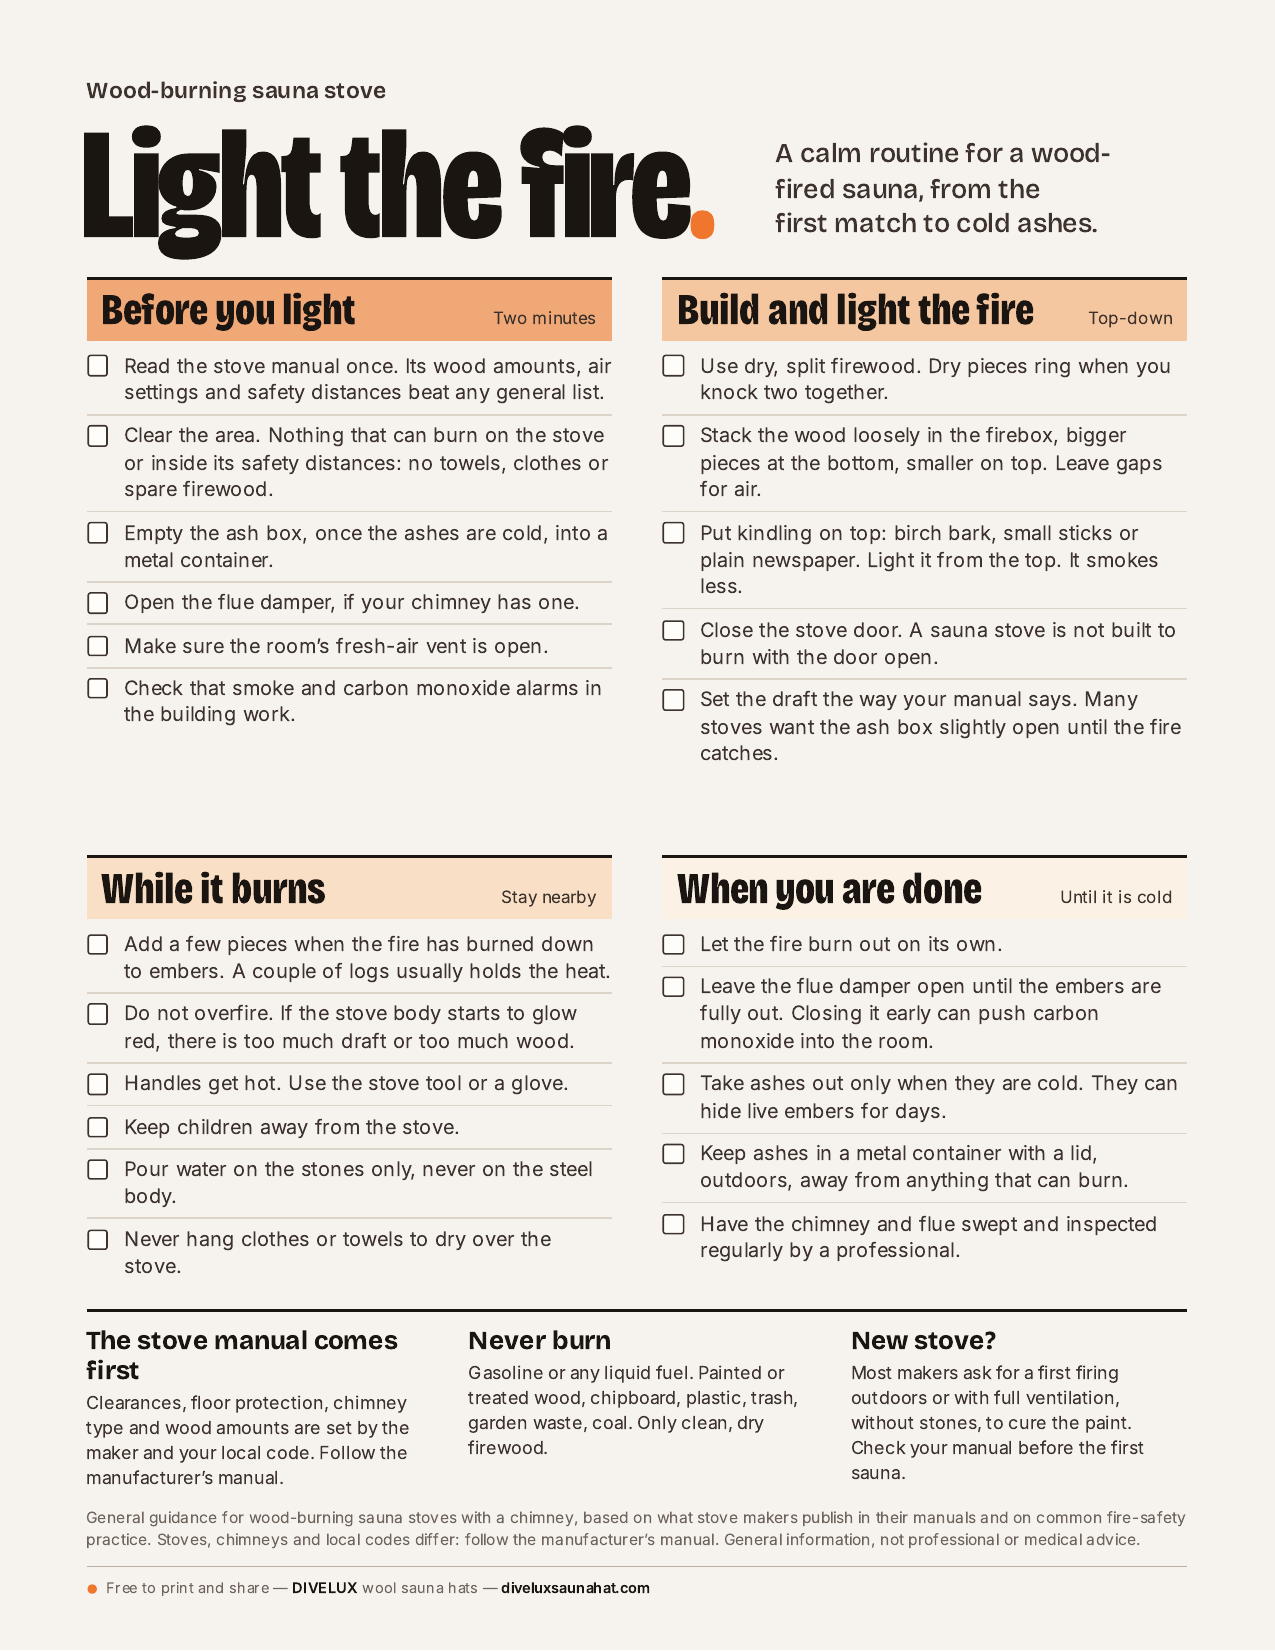 Wood-burning sauna stove
Light the fire.
A calm routine for a wood-
fired sauna, from the
first match to cold ashes.
Before you light
Two minutes
Read the stove manual once. Its wood amounts, air
settings and safety distances beat any general list.
Clear the area. Nothing that can burn on the stove
or inside its safety distances: no towels, clothes or
spare firewood.
Empty the ash box, once the ashes are cold, into a
metal container.
Open the flue damper, if your chimney has one.
Make sure the room’s fresh-air vent is open.
Check that smoke and carbon monoxide alarms in
the building work.
Build and light the fire
Top-down
Use dry, split firewood. Dry pieces ring when you
knock two together.
Stack the wood loosely in the firebox, bigger
pieces at the bottom, smaller on top. Leave gaps
for air.
Put kindling on top: birch bark, small sticks or
plain newspaper. Light it from the top. It smokes
less.
Close the stove door. A sauna stove is not built to
burn with the door open.
Set the draft the way your manual says. Many
stoves want the ash box slightly open until the fire
catches.
While it burns
Stay nearby
Add a few pieces when the fire has burned down
to embers. A couple of logs usually holds the heat.
Do not overfire. If the stove body starts to glow
red, there is too much draft or too much wood.
Handles get hot. Use the stove tool or a glove.
Keep children away from the stove.
Pour water on the stones only, never on the steel
body.
Never hang clothes or towels to dry over the
stove.
When you are done
Until it is cold
Let the fire burn out on its own.
Leave the flue damper open until the embers are
fully out. Closing it early can push carbon
monoxide into the room.
Take ashes out only when they are cold. They can
hide live embers for days.
Keep ashes in a metal container with a lid,
outdoors, away from anything that can burn.
Have the chimney and flue swept and inspected
regularly by a professional.
The stove manual comes
first
Clearances, floor protection, chimney
type and wood amounts are set by the
maker and your local code. Follow the
manufacturer’s manual.
Never burn
Gasoline or any liquid fuel. Painted or
treated wood, chipboard, plastic, trash,
garden waste, coal. Only clean, dry
firewood.
New stove?
Most makers ask for a first firing
outdoors or with full ventilation,
without stones, to cure the paint.
Check your manual before the first
sauna.
General guidance for wood-burning sauna stoves with a chimney, based on what stove makers publish in their manuals and on common fire-safety
practice. Stoves, chimneys and local codes differ: follow the manufacturer’s manual. General information, not professional or medical advice.
Free to print and share — DIVELUX wool sauna hats — diveluxsaunahat.com